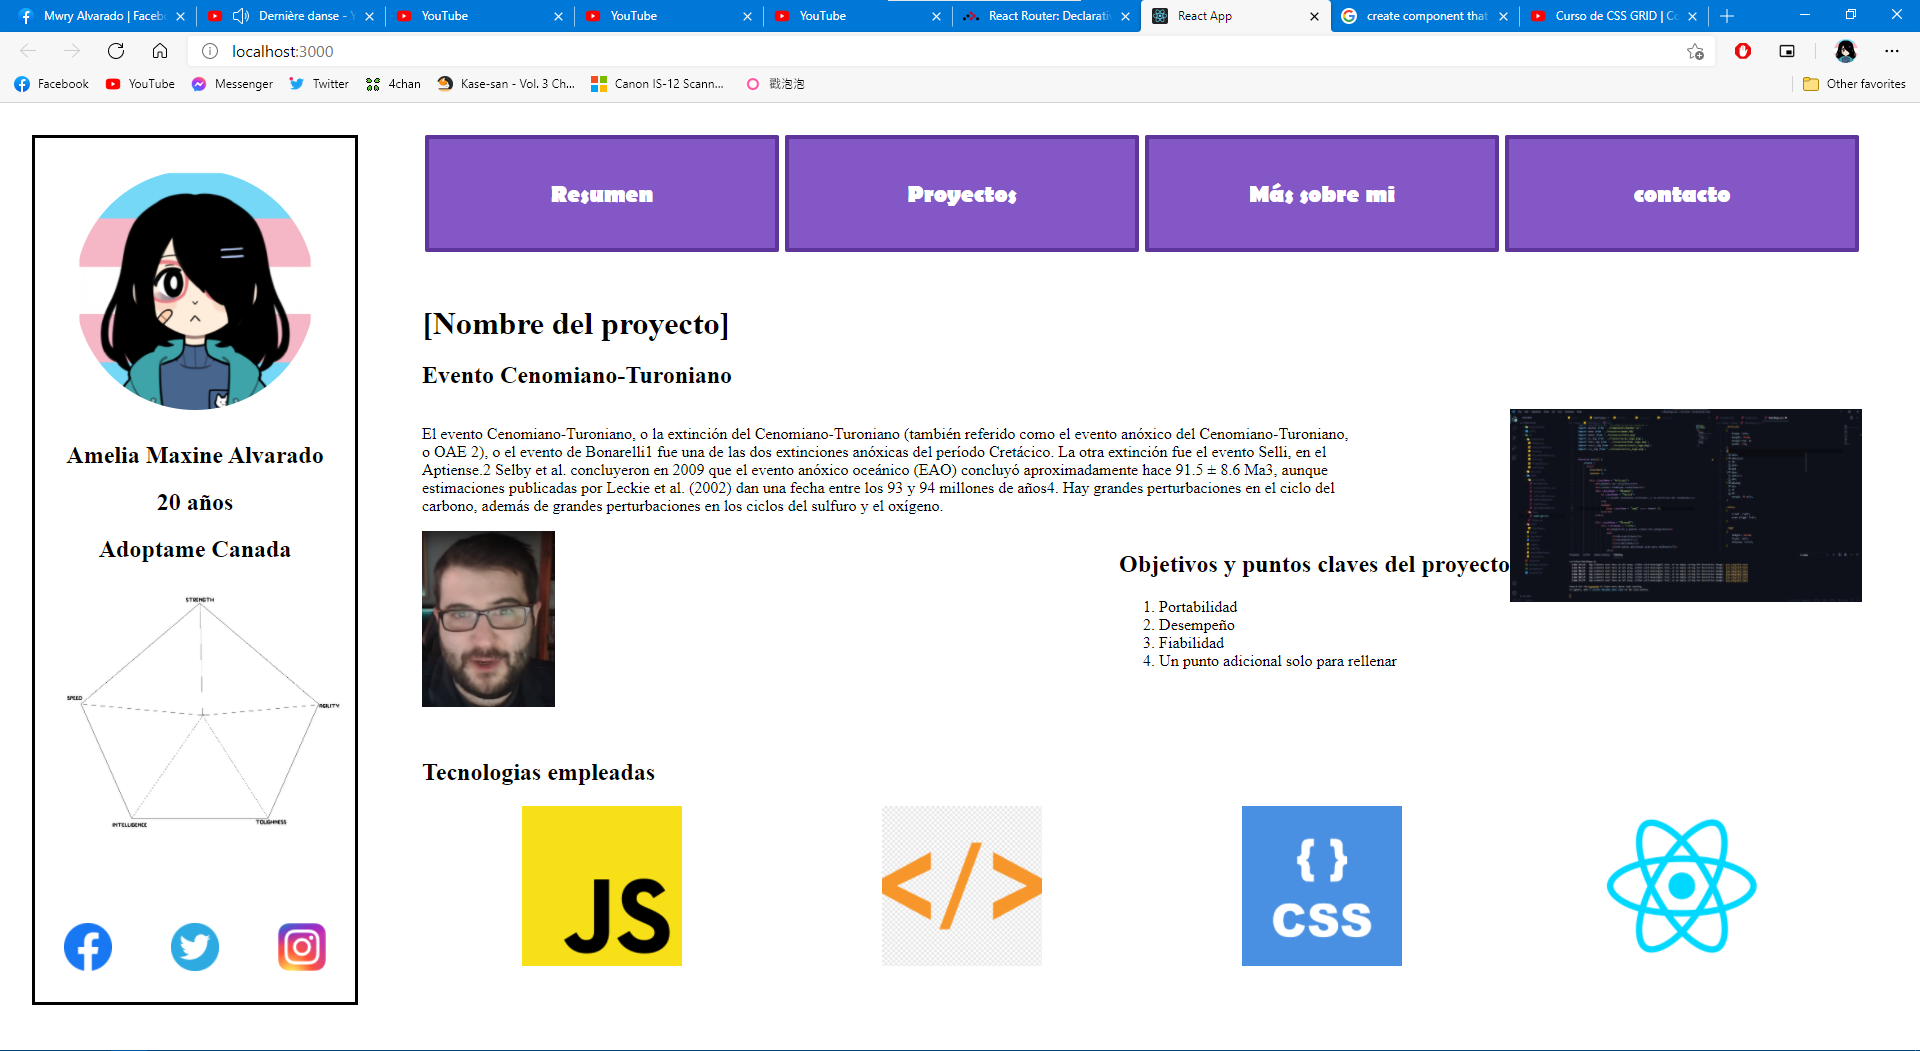 Mwry Alvarado | Faceb
Dernière danse - Y
YouTube
YouTube
YouTube
React Router: Declarativ
React App
create component that
Curso de CSS GRID | Co
localhost:3000
Facebook
YouTube
Messenger
Twitter
4chan
Kase-san - Vol. 3 Ch...
Canon IS-12 Scann...
戳泡泡
Other favorites
Resumen
Proyectos
Más sobre mi
contacto
Amelia Maxine Alvarado
20 años
Adoptame Canada
STRENGTH
SPEED
AGILITY
INTELLIGENCE
TOUGHNESS
[Nombre del proyecto]
Evento Cenomiano-Turoniano
El evento Cenomiano-Turoniano, o la extinción del Cenomiano-Turoniano (también referido como el evento anóxico del Cenomiano-Turoniano,
o OAE 2), o el evento de Bonarelli1 fue una de las dos extinciones anóxicas del período Cretácico. La otra extinción fue el evento Selli, en el
Aptiense.2 Selby et al. concluyeron en 2009 que el evento anóxico oceánico (EAO) concluyó aproximadamente hace 91.5 ± 8.6 Ma3, aunque
estimaciones publicadas por Leckie et al. (2002) dan una fecha entre los 93 y 94 millones de años4. Hay grandes perturbaciones en el ciclo del
carbono, además de grandes perturbaciones en los ciclos del sulfuro y el oxígeno.
Objetivos y puntos claves del proyecto
1. Portabilidad
2. Desempeño
3. Fiabilidad
4. Un punto adicional solo para rellenar
Tecnologias empleadas
JS
</>
{ }
CSS